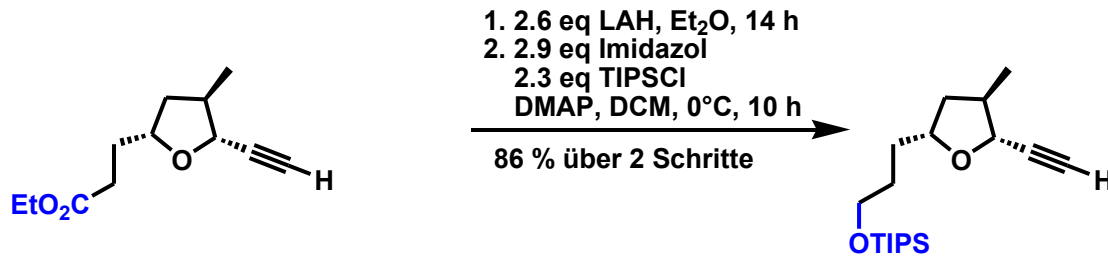 1. 2.6 eq LAH, Et₂O, 14 h
2. 2.9 eq Imidazol
2.3 eq TIPSCl
DMAP, DCM, 0°C, 10 h
86 % über 2 Schritte
O
H
EtO₂C
O
H
OTIPS